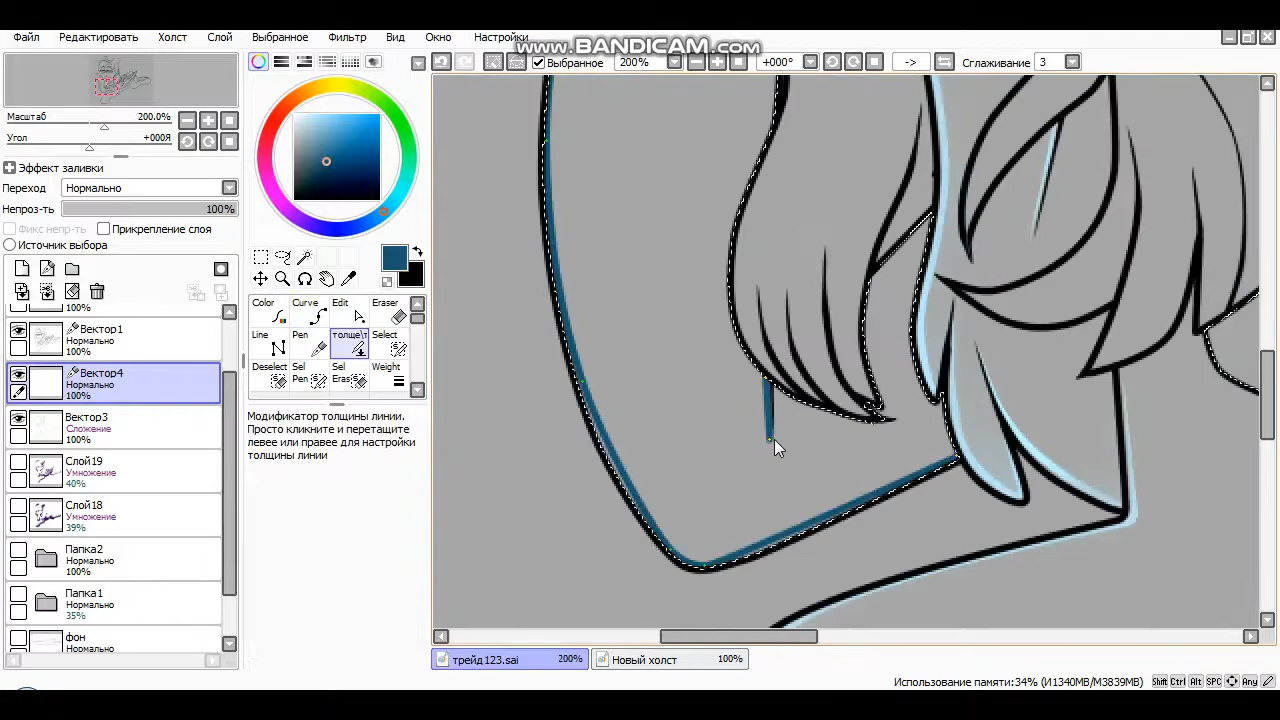 Файл Редактировать Холст Слой Выбранное Фильтр Вид Окно Настройки
www.BANDICAM.com
Выбранное 200% +000° -> Сглаживание 3
Масштаб 200.0%
Угол +000Я
Эффект заливки
Переход Нормально
Непроз-ть 100%
Фикс непр-ть Прикрепление слоя
Источник выбора
100%
Вектор1
Нормально
100%
Вектор4
Нормально
100%
Вектор3
Сложение
100%
Слой19
Умножение
40%
Слой18
Умножение
39%
Папка2
Нормально
100%
Папка1
Нормально
35%
фон
Нормально
Color Curve Edit Eraser
Line Pen толще\т Select
Deselect Sel Pen Sel Eras Weight
Модификатор толщины линии.
Просто кликните и перетащите
левее или правее для настройки
толщины линии
трейд123.sai 200% Новый холст 100%
Использование памяти:34% (И1340MB/М3839MB) Shift Ctrl Alt SPC Any